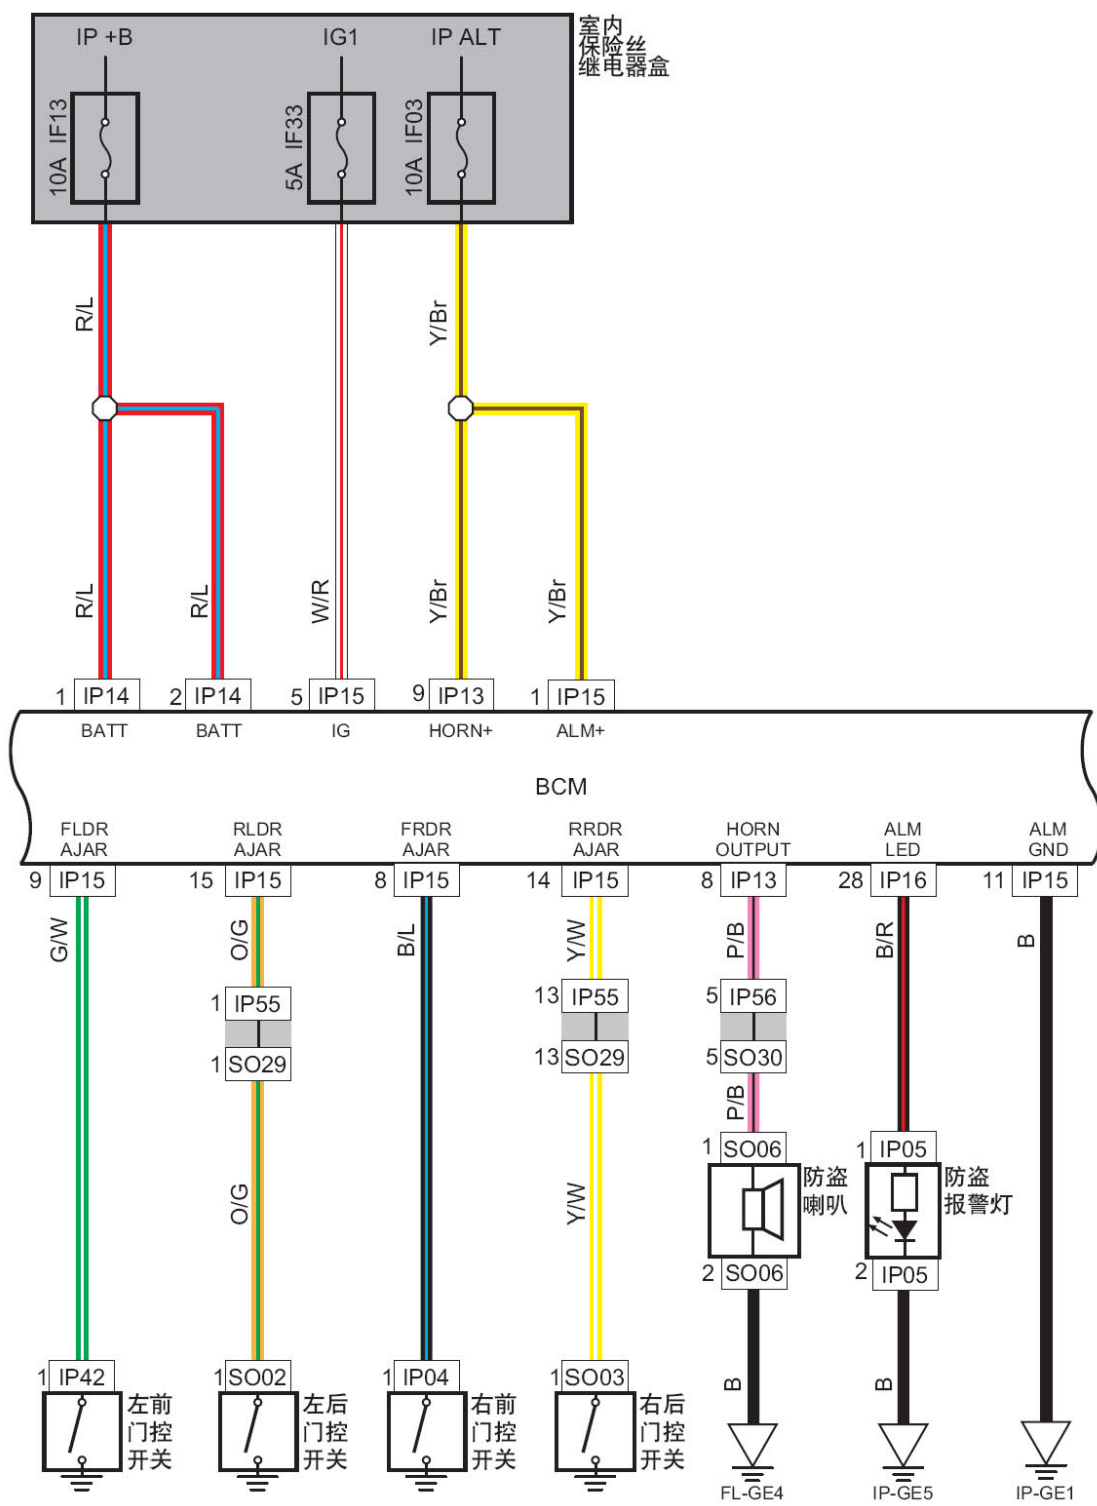 IP +B
IG1
IP ALT
室内
保险丝
继电器盒
10A IF13
5A IF33
10A IF03
R/L
Y/Br
R/L
R/L
W/R
Y/Br
Y/Br
1 IP14
2 IP14
5 IP15
9 IP13
1 IP15
BATT
BATT
IG
HORN+
ALM+
BCM
FLDR
AJAR
RLDR
AJAR
FRDR
AJAR
RRDR
AJAR
HORN
OUTPUT
ALM
LED
ALM
GND
9 IP15
15 IP15
8 IP15
14 IP15
8 IP13
28 IP16
11 IP15
G/W
O/G
B/L
Y/W
P/B
B/R
B
1 IP55
13 IP55
5 IP56
1 SO29
13 SO29
5 SO30
P/B
O/G
Y/W
1 SO06
1 IP05
防盗
喇叭
防盗
报警灯
2 SO06
2 IP05
B
B
1 IP42
1 SO02
1 IP04
1 SO03
左前
门控
开关
左后
门控
开关
右前
门控
开关
右后
门控
开关
FL-GE4
IP-GE5
IP-GE1